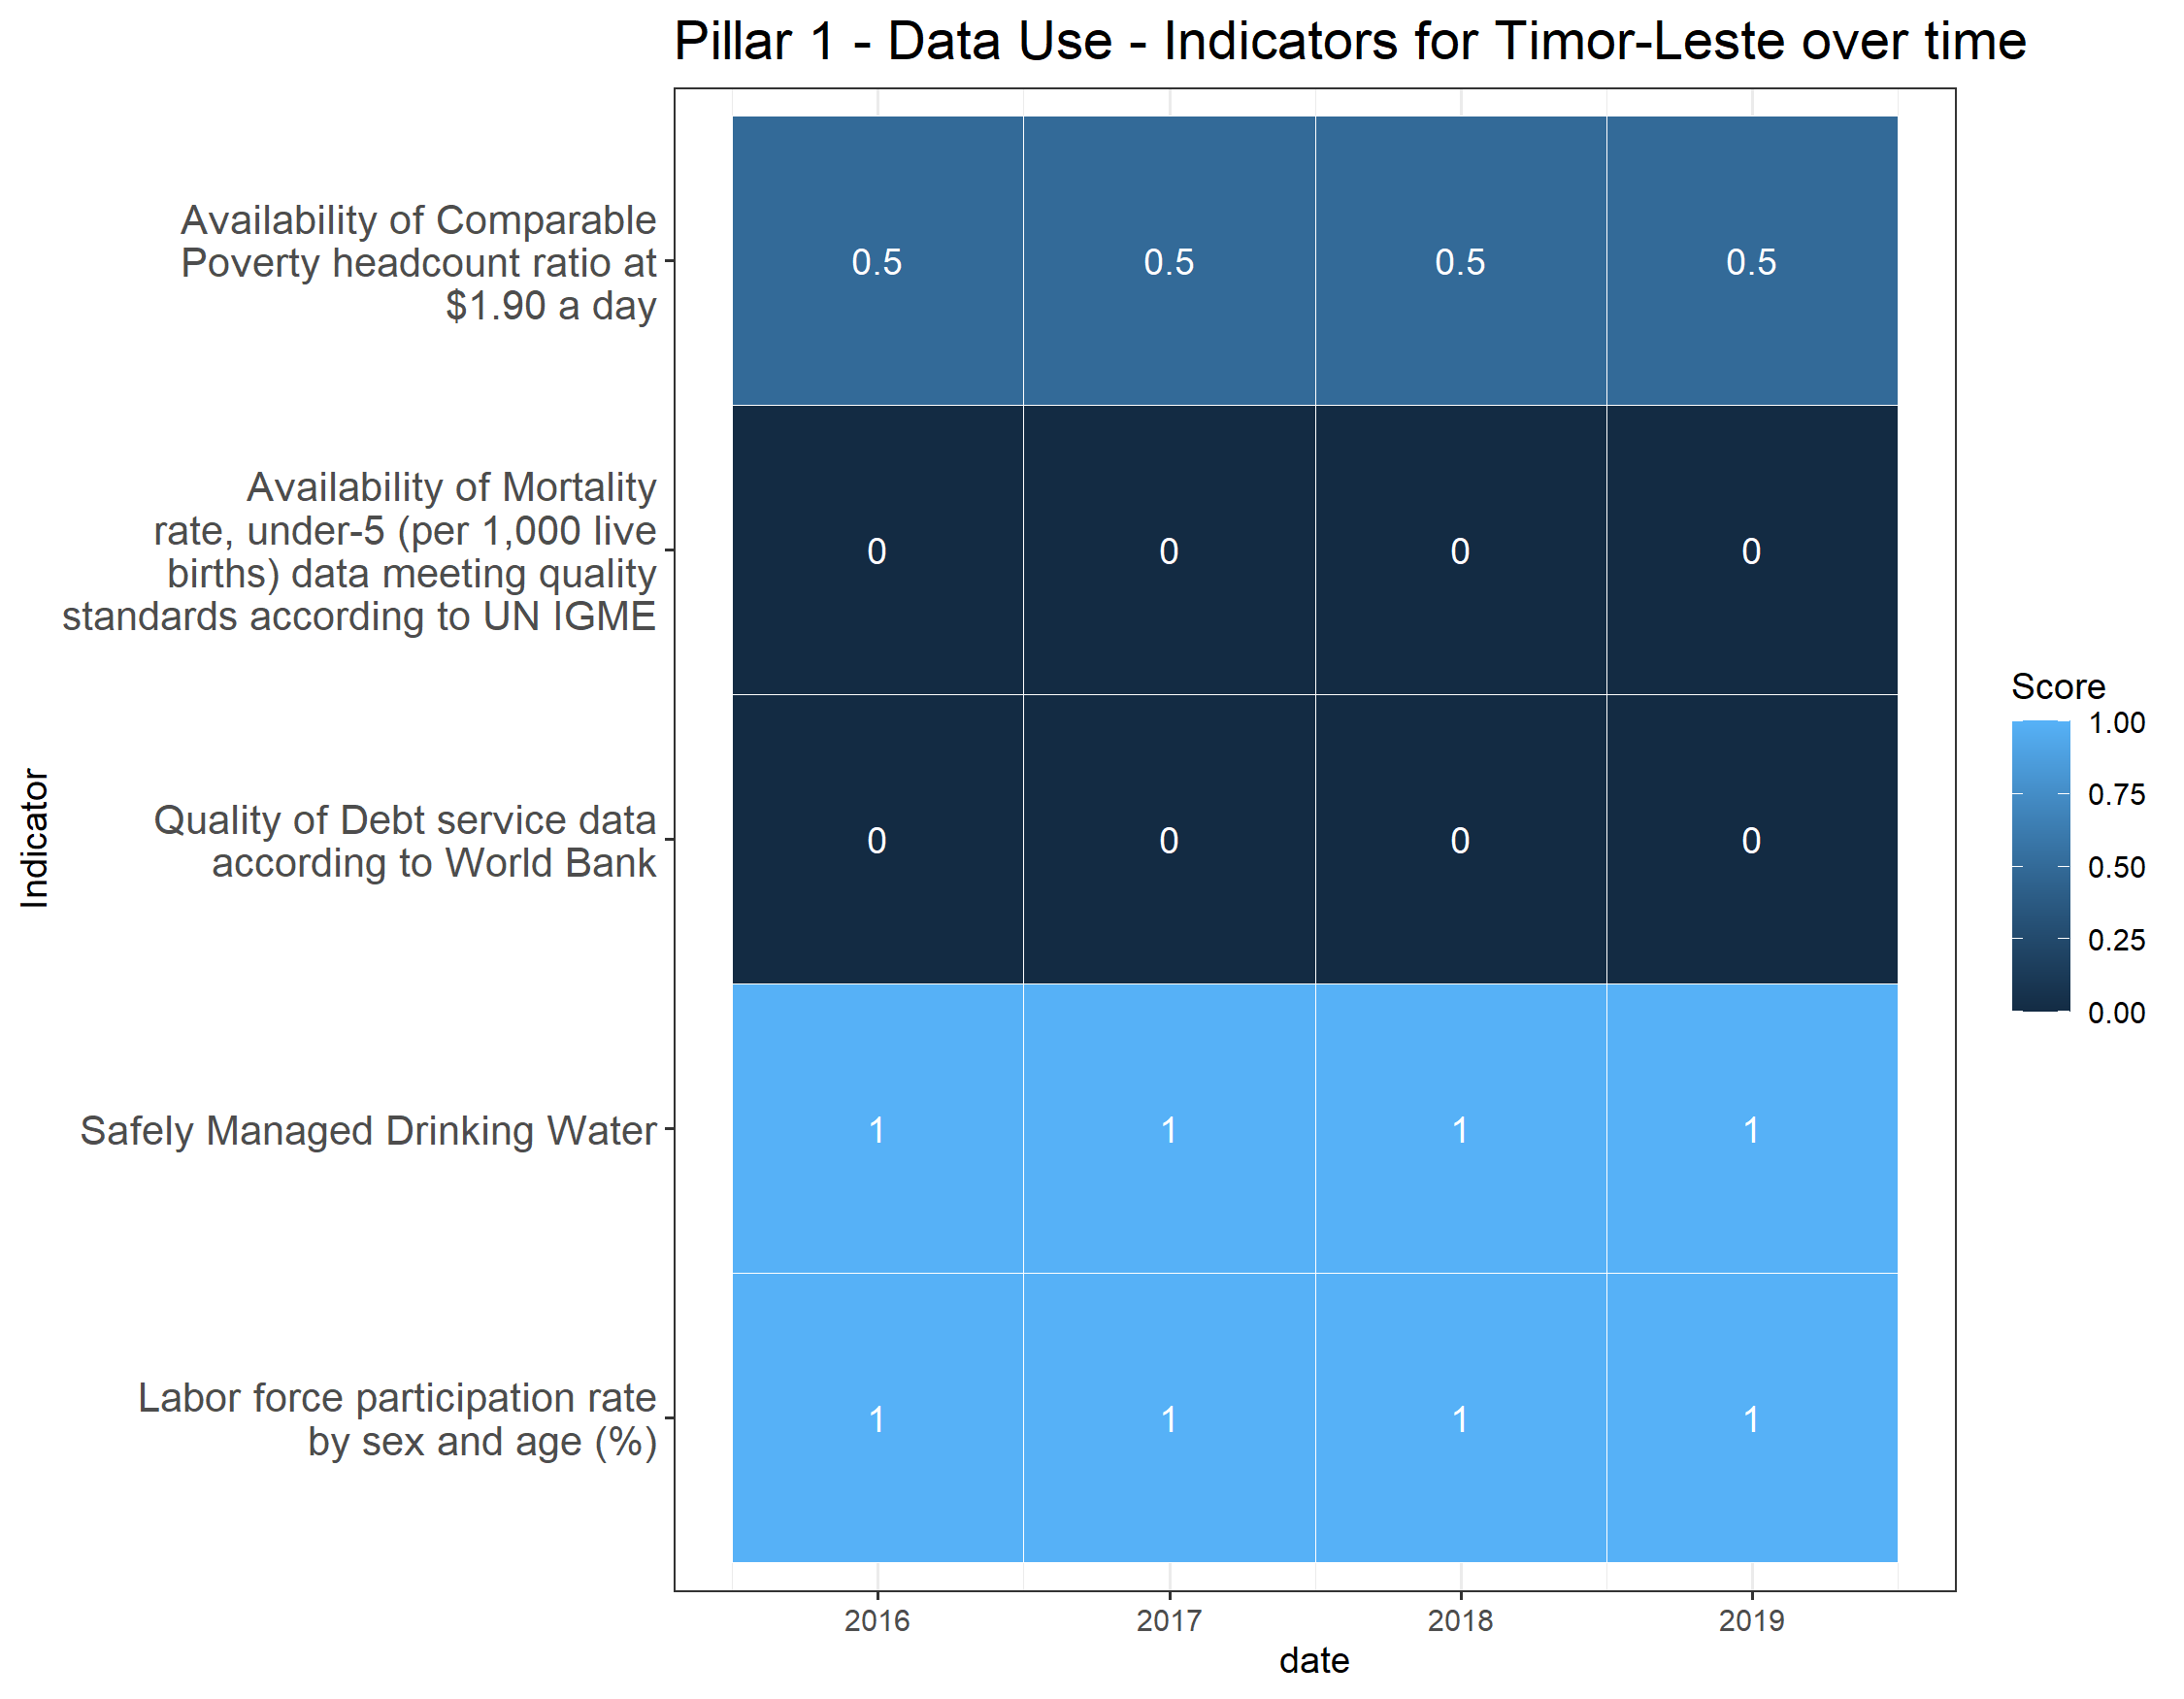 Pillar 1 - Data Use - Indicators for Timor-Leste over time
Indicator
Availability of Comparable
Poverty headcount ratio at
$1.90 a day
0.5 0.5 0.5 0.5
Availability of Mortality
rate, under-5 (per 1,000 live
births) data meeting quality
standards according to UN IGME
0 0 0 0
Quality of Debt service data
according to World Bank
0 0 0 0
Safely Managed Drinking Water
1 1 1 1
Labor force participation rate
by sex and age (%)
1 1 1 1
2016 2017 2018 2019
date
Score
1.00
0.75
0.50
0.25
0.00